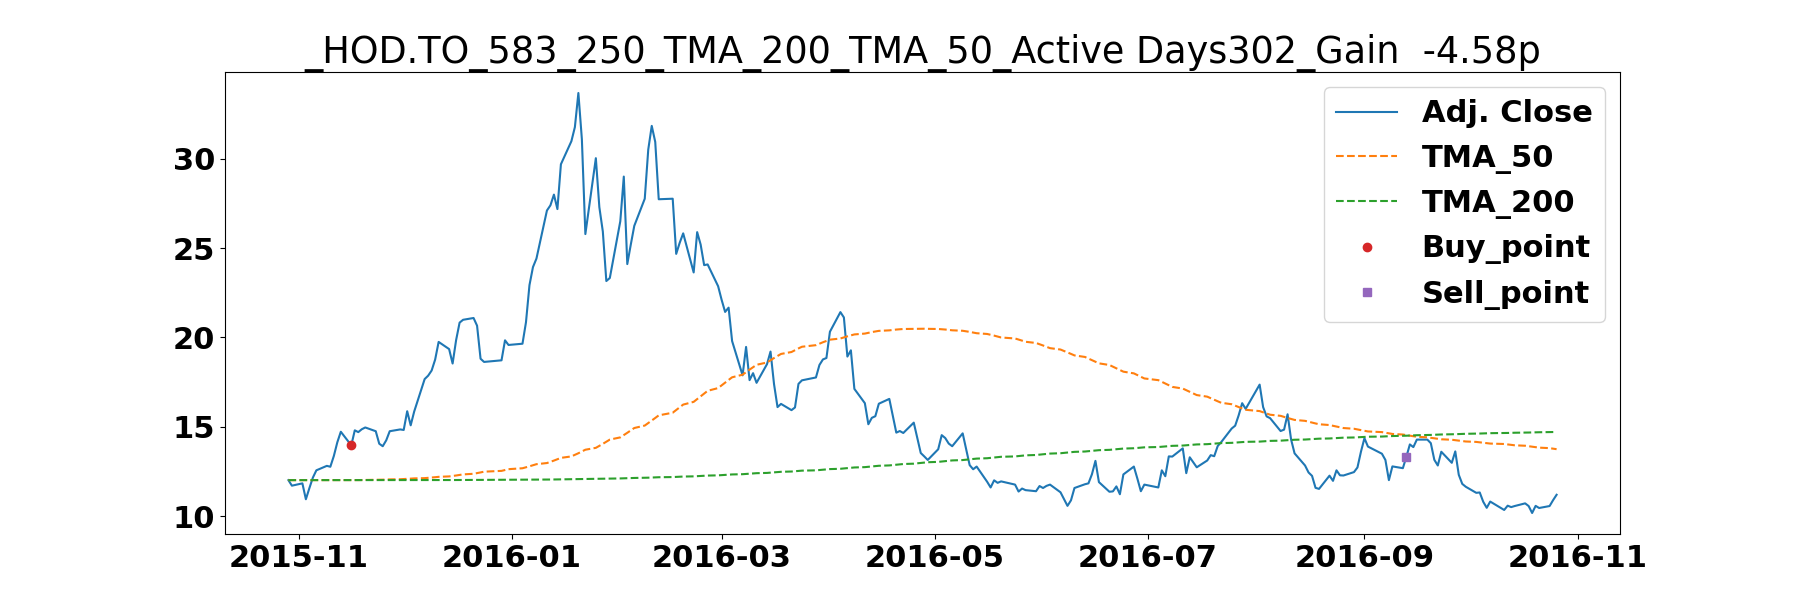 _HOD.TO_583_250_TMA_200_TMA_50_Active Days302_Gain  -4.58p
Adj. Close
TMA_50
TMA_200
Buy_point
Sell_point
30
25
20
15
10
2015-11
2016-01
2016-03
2016-05
2016-07
2016-09
2016-11